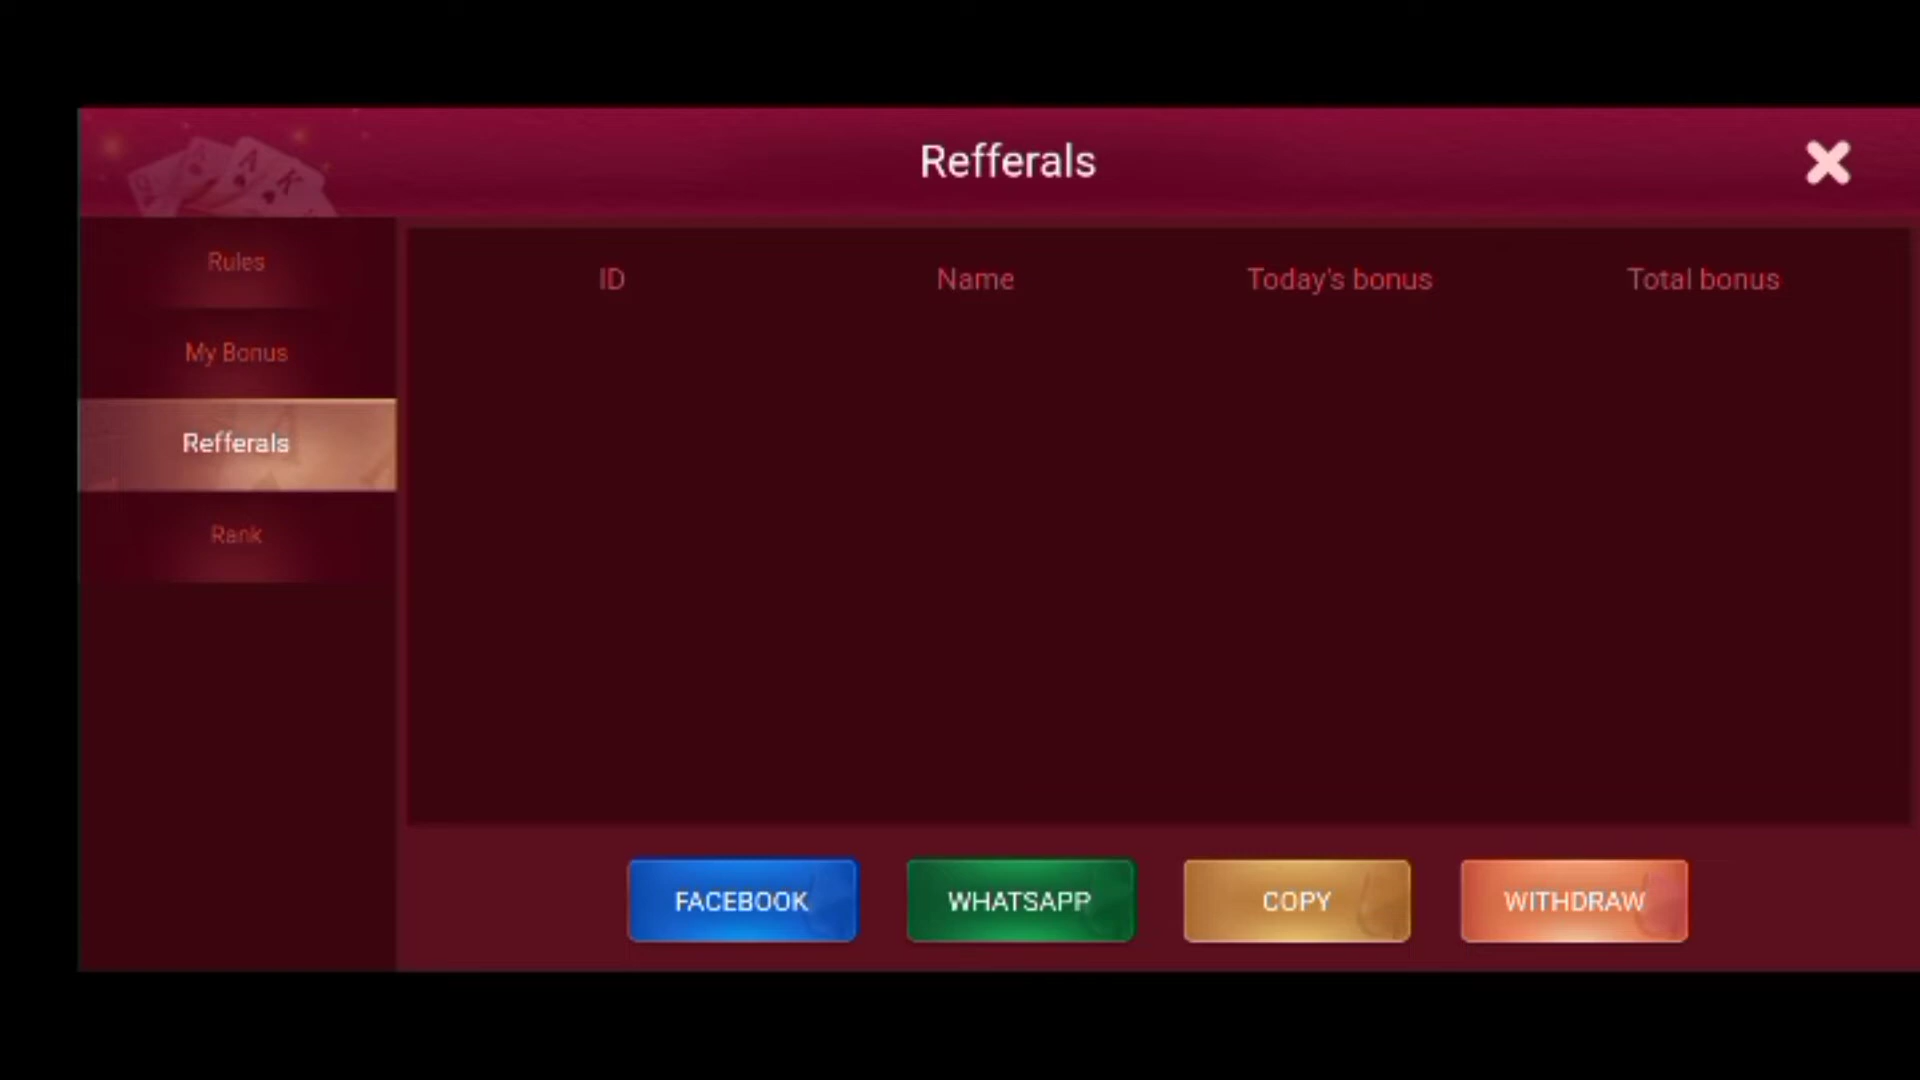 Refferals
Rules
My Bonus
Refferals
Rank
ID Name Today's bonus Total bonus
FACEBOOK WHATSAPP COPY WITHDRAW